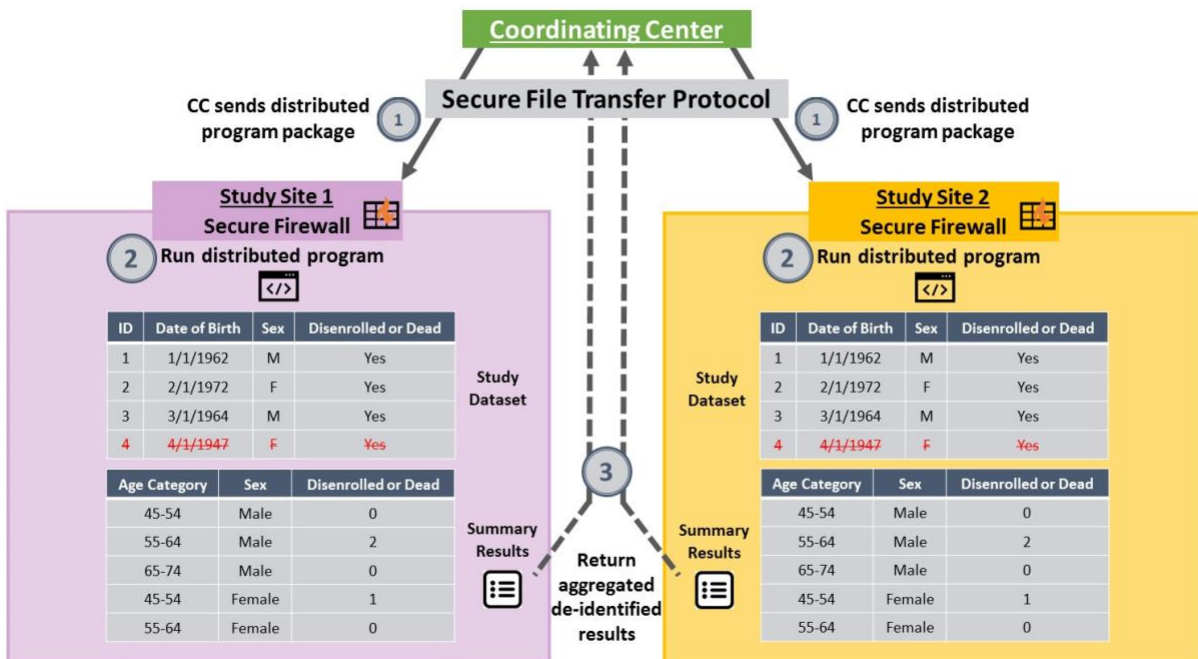 Coordinating Center
Secure File Transfer Protocol
CC sends distributed
program package
1
1
CC sends distributed
program package
Study Site 1
Secure Firewall
2
Run distributed program
</>
ID Date of Birth Sex Disenrolled or Dead
1 1/1/1962 M Yes
2 2/1/1972 F Yes
3 3/1/1964 M Yes
4 4/1/1947 F Yes
Study
Dataset
Age Category Sex Disenrolled or Dead
45-54 Male 0
55-64 Male 2
65-74 Male 0
45-54 Female 1
55-64 Female 0
Summary
Results
3
Return
aggregated
de-identified
results
Study Site 2
Secure Firewall
2
Run distributed program
</>
Study
Dataset
ID Date of Birth Sex Disenrolled or Dead
1 1/1/1962 M Yes
2 2/1/1972 F Yes
3 3/1/1964 M Yes
4 4/1/1947 F Yes
Summary
Results
Age Category Sex Disenrolled or Dead
45-54 Male 0
55-64 Male 2
65-74 Male 0
45-54 Female 1
55-64 Female 0